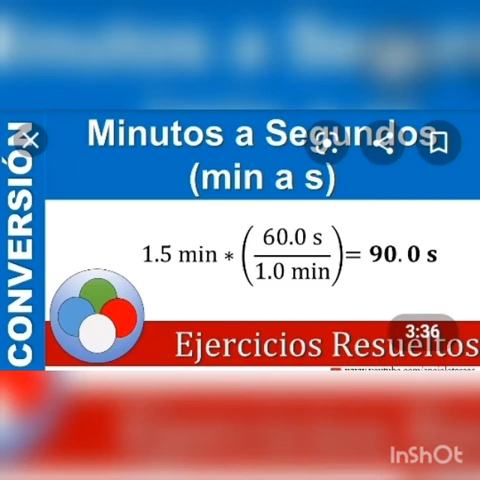 Minutos a Segundos
(min a s)
CONVERSIÓN
1.5 min * (60.0 s / 1.0 min) = 90.0 s
3:36
Ejercicios Resueltos
InShOt